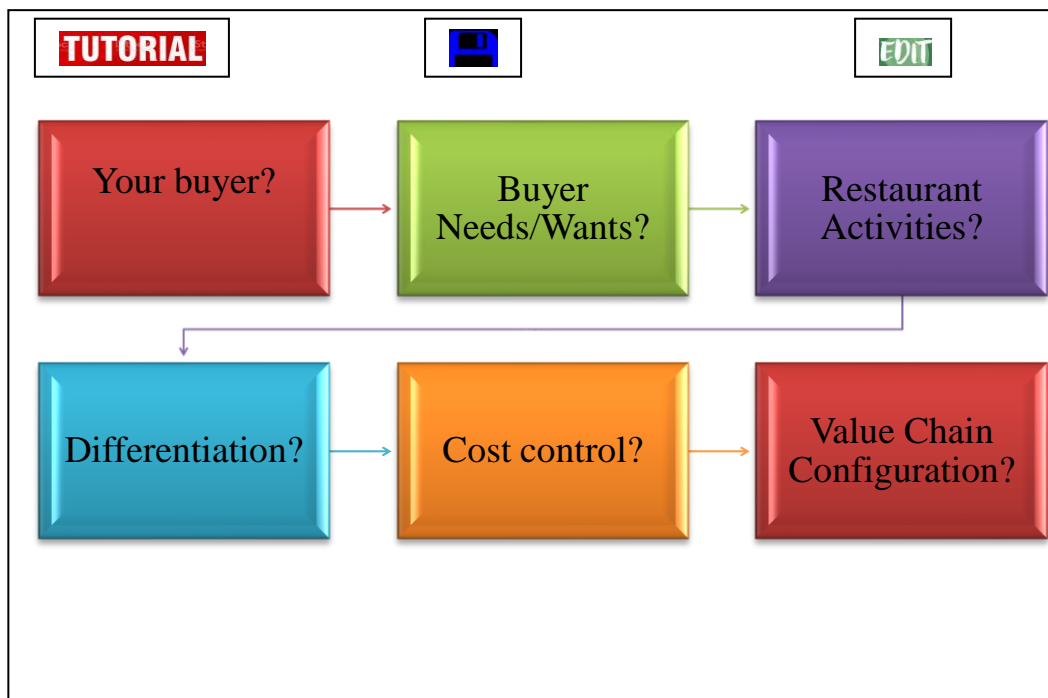 TUTORIAL
EDIT
Your buyer?
Buyer
Needs/Wants?
Restaurant
Activities?
Differentiation?
Cost control?
Value Chain
Configuration?